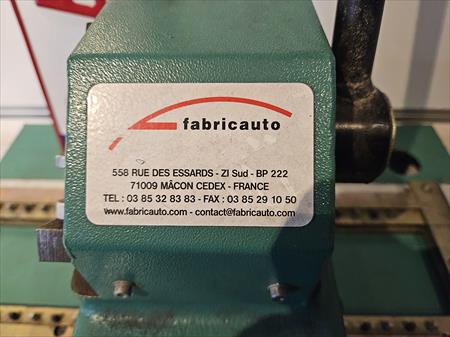 fabricauto
558 RUE DES ESSARDS - ZI Sud - BP 222
71009 MÂCON CEDEX - FRANCE
TEL : 03 85 32 83 83 - FAX : 03 85 29 10 50
www.fabricauto.com - contact@fabricauto.com